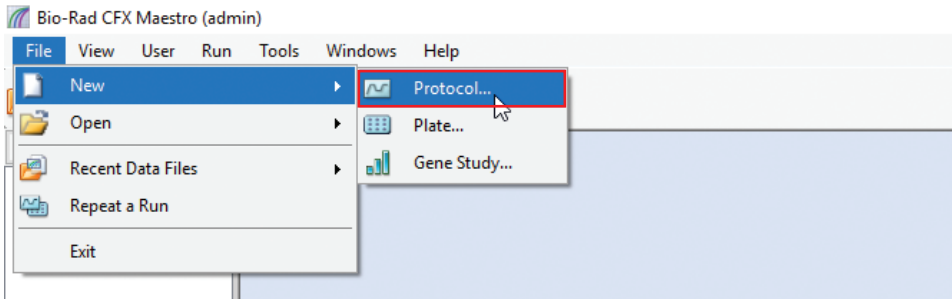 Bio-Rad CFX Maestro (admin)
File View User Run Tools Windows Help
New
Open
Recent Data Files
Repeat a Run
Exit
Protocol...
Plate...
Gene Study...